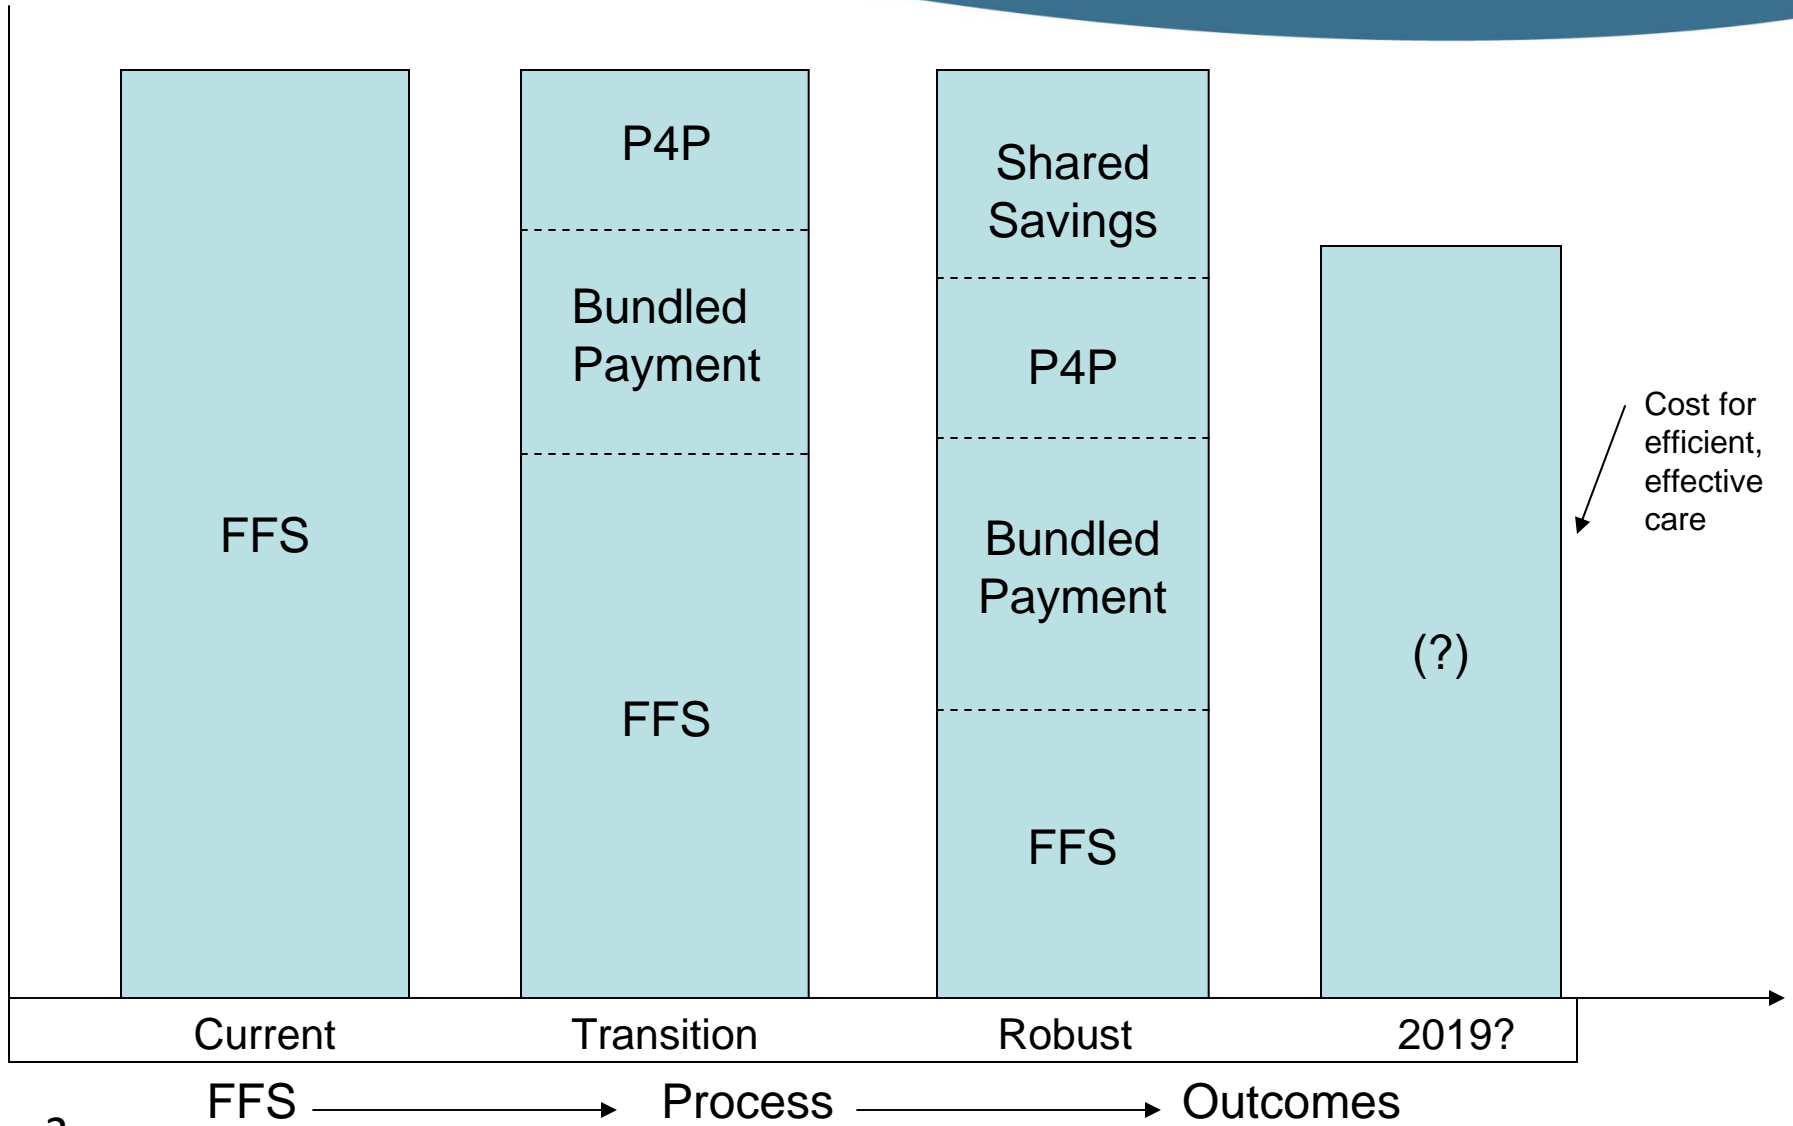 FFS
P4P
Bundled
Payment
FFS
Shared
Savings
P4P
Bundled
Payment
FFS
(?)
Cost for
efficient,
effective
care
Current Transition Robust 2019?
FFS Process Outcomes